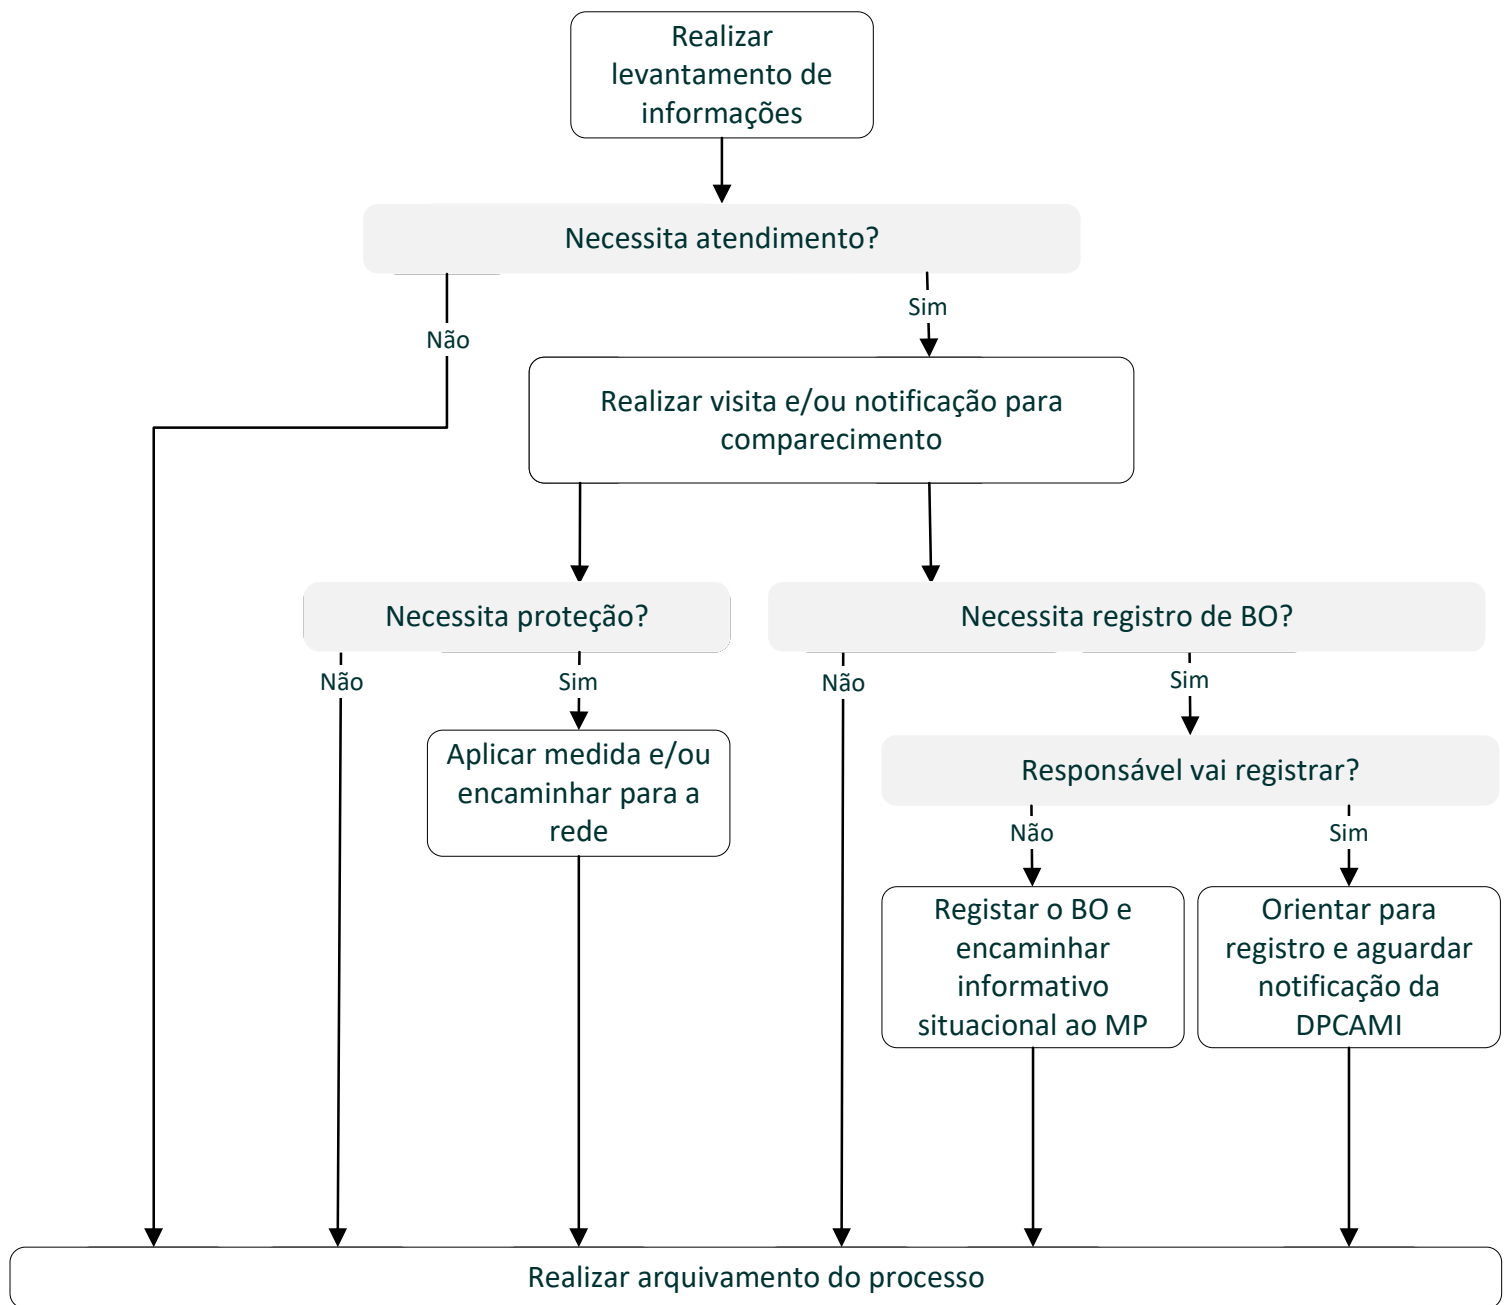 Realizar
levantamento de
informações
Necessita atendimento?
Sim
Não
Realizar visita e/ou notificação para
comparecimento
Necessita proteção?
Necessita registro de BO?
Não
Sim
Não
Sim
Aplicar medida e/ou
encaminhar para a
rede
Responsável vai registrar?
Não
Sim
Registar o BO e
encaminhar
informativo
situacional ao MP
Orientar para
registro e aguardar
notificação da
DPCAMI
Realizar arquivamento do processo